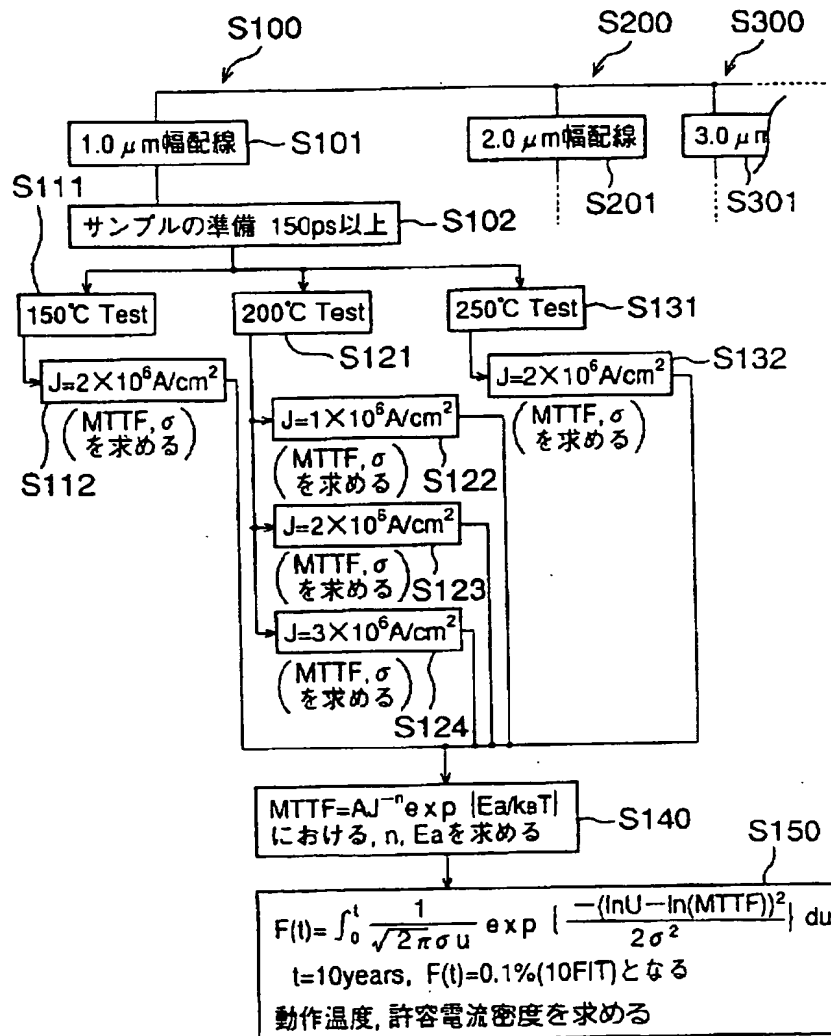 S100
S200
S300
1.0 μm幅配線
S101
2.0 μm幅配線
S201
3.0 μm
S301
S111
サンプルの準備 150ps以上
S102
150℃ Test
200℃ Test
S121
250℃ Test
S131
J=2×10⁶A/cm²
(MTTF, σ
を求める)
S112
J=1×10⁶A/cm²
(MTTF, σ
を求める)
S122
J=2×10⁶A/cm²
(MTTF, σ
を求める)
S123
J=3×10⁶A/cm²
(MTTF, σ
を求める)
S124
J=2×10⁶A/cm²
S132
(MTTF, σ
を求める)
MTTF=AJ⁻ⁿexp {Ea/kBT}
における, n, Eaを求める
S140
S150
F(t)=∫₀ᵗ 1/(√2π σu) exp {−(lnU−ln(MTTF))²/2σ²} du
t=10years, F(t)=0.1%(10FIT)となる
動作温度, 許容電流密度を求める